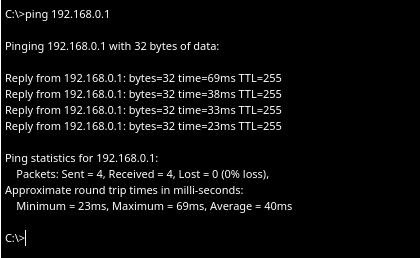 C:\>ping 192.168.0.1
Pinging 192.168.0.1 with 32 bytes of data:
Reply from 192.168.0.1: bytes=32 time=69ms TTL=255
Reply from 192.168.0.1: bytes=32 time=38ms TTL=255
Reply from 192.168.0.1: bytes=32 time=33ms TTL=255
Reply from 192.168.0.1: bytes=32 time=23ms TTL=255
Ping statistics for 192.168.0.1:
    Packets: Sent = 4, Received = 4, Lost = 0 (0% loss),
Approximate round trip times in milli-seconds:
    Minimum = 23ms, Maximum = 69ms, Average = 40ms
C:\>